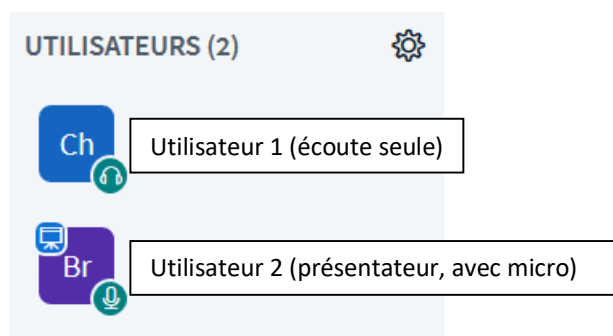 UTILISATEURS (2)
Ch
Utilisateur 1 (écoute seule)
Br
Utilisateur 2 (présentateur, avec micro)